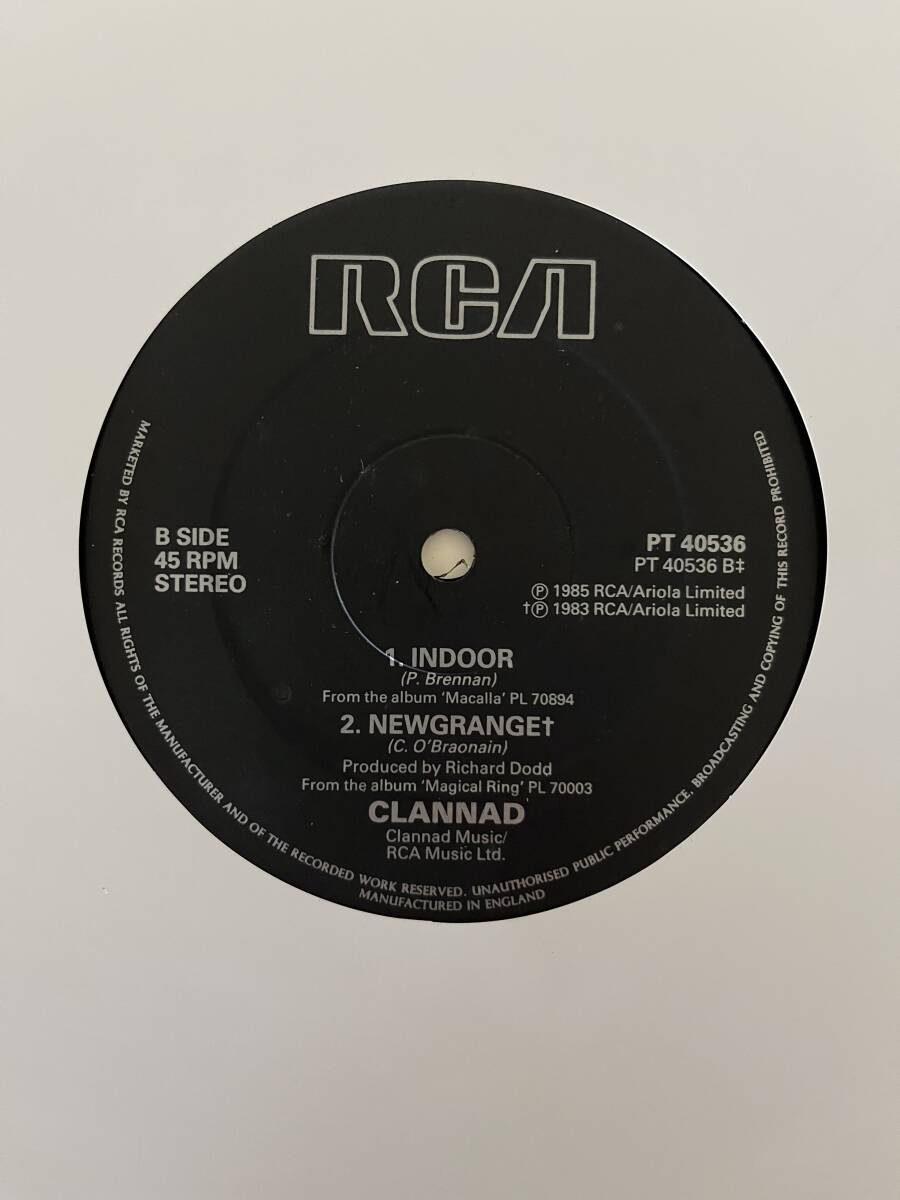 RCA
B SIDE
45 RPM
STEREO
PT 40536
PT 40536 B‡
Ⓟ 1985 RCA/Ariola Limited
†Ⓟ 1983 RCA/Ariola Limited
1. INDOOR
(P. Brennan)
From the album ‘Macalla’ PL 70894
2. NEWGRANGE†
(C. O’Braonain)
Produced by Richard Dodd
From the album ‘Magical Ring’ PL 70003
CLANNAD
Clannad Music/
RCA Music Ltd.
MARKETED BY RCA RECORDS ALL RIGHTS OF THE MANUFACTURER AND OF THE RECORDED WORK RESERVED. UNAUTHORISED PUBLIC PERFORMANCE, BROADCASTING AND COPYING OF THIS RECORD PROHIBITED
MANUFACTURED IN ENGLAND